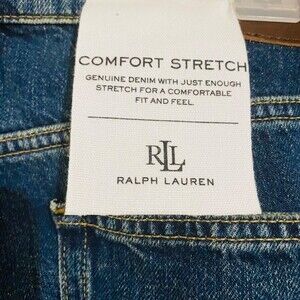 COMFORT STRETCH
GENUINE DENIM WITH JUST ENOUGH
STRETCH FOR A COMFORTABLE
FIT AND FEEL
RLL
RALPH LAUREN